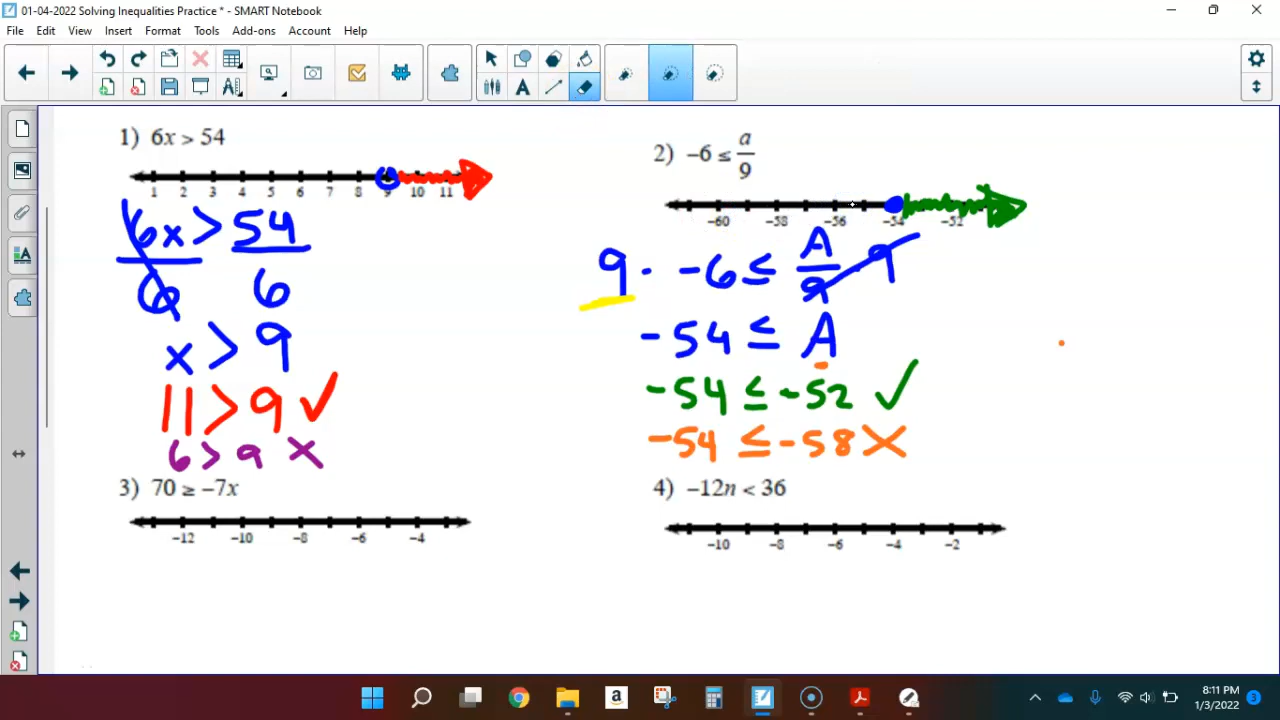 01-04-2022 Solving Inequalities Practice * - SMART Notebook
File Edit View Insert Format Tools Add-ons Account Help
1) 6x > 54
1 2 3 4 5 6 7 8 9 10 11
6x > 54
6 6
x > 9
11 > 9 ✓
6 > 9 X
2) −6 ≤ a/9
−60 −58 −56 −54 −52
9 · -6 ≤ A/9 · 9
-54 ≤ A
-54 ≤ -52 ✓
-54 ≤ -58 X
3) 70 ≥ −7x
−12 −10 −8 −6 −4
4) −12n < 36
−10 −8 −6 −4 −2
8:11 PM
1/3/2022
3